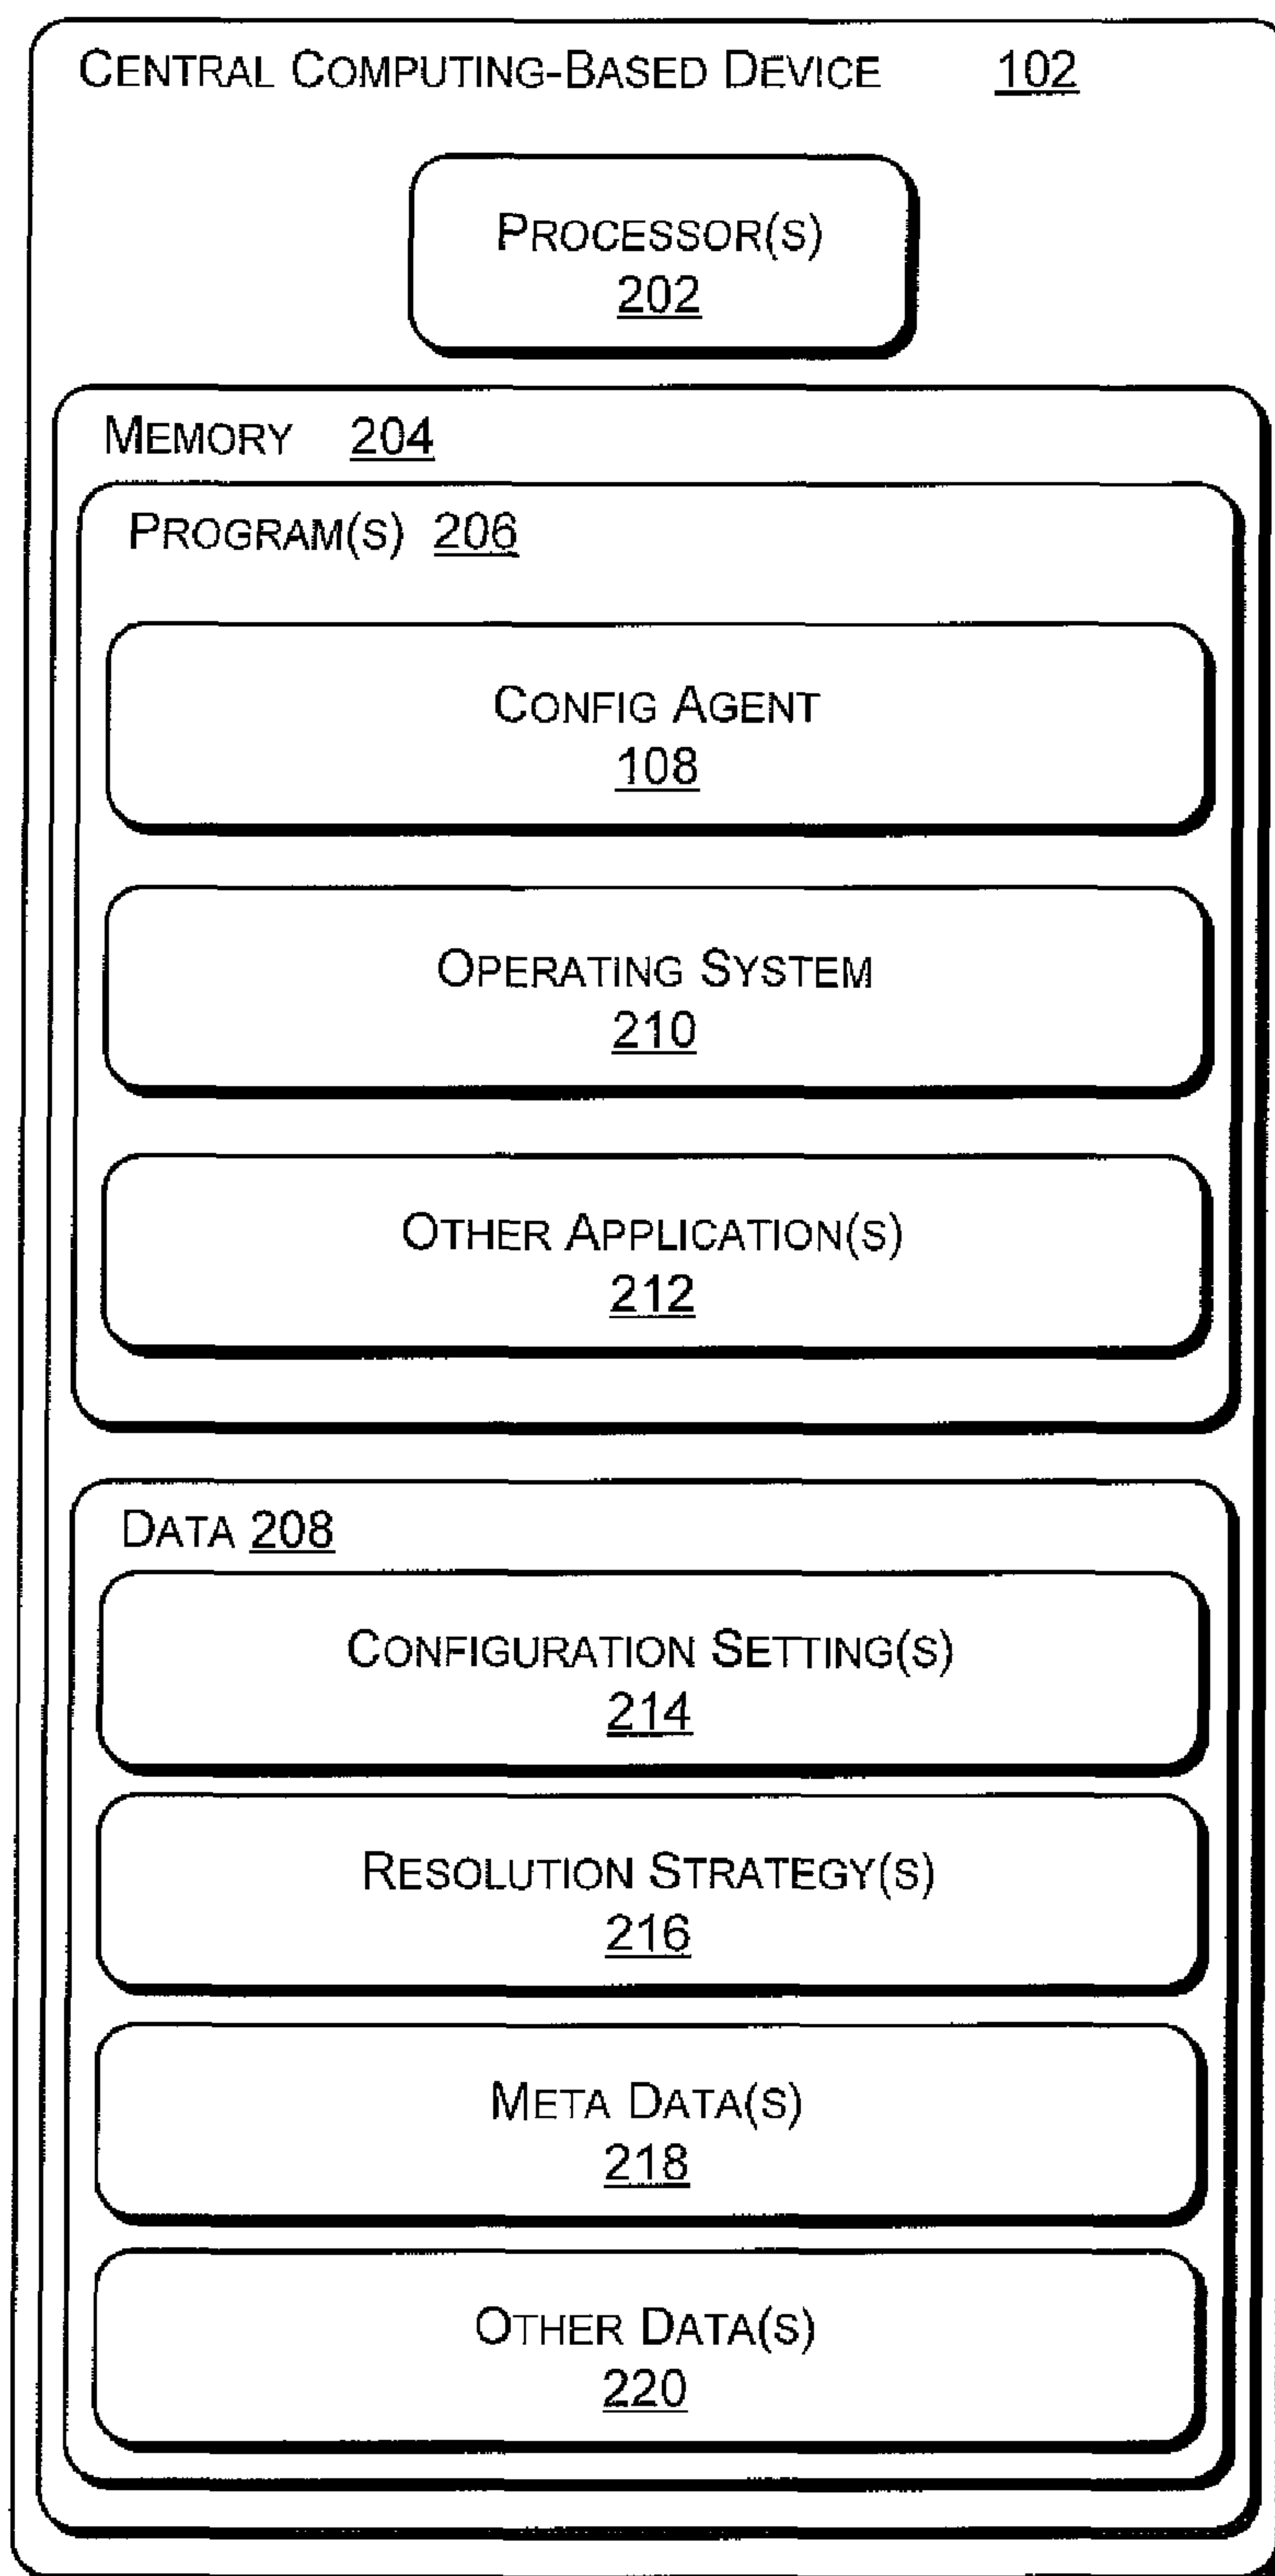 CENTRAL COMPUTING-BASED DEVICE 102
PROCESSOR(S)
202
MEMORY 204
PROGRAM(S) 206
CONFIG AGENT
108
OPERATING SYSTEM
210
OTHER APPLICATION(S)
212
DATA 208
CONFIGURATION SETTING(S)
214
RESOLUTION STRATEGY(S)
216
META DATA(S)
218
OTHER DATA(S)
220